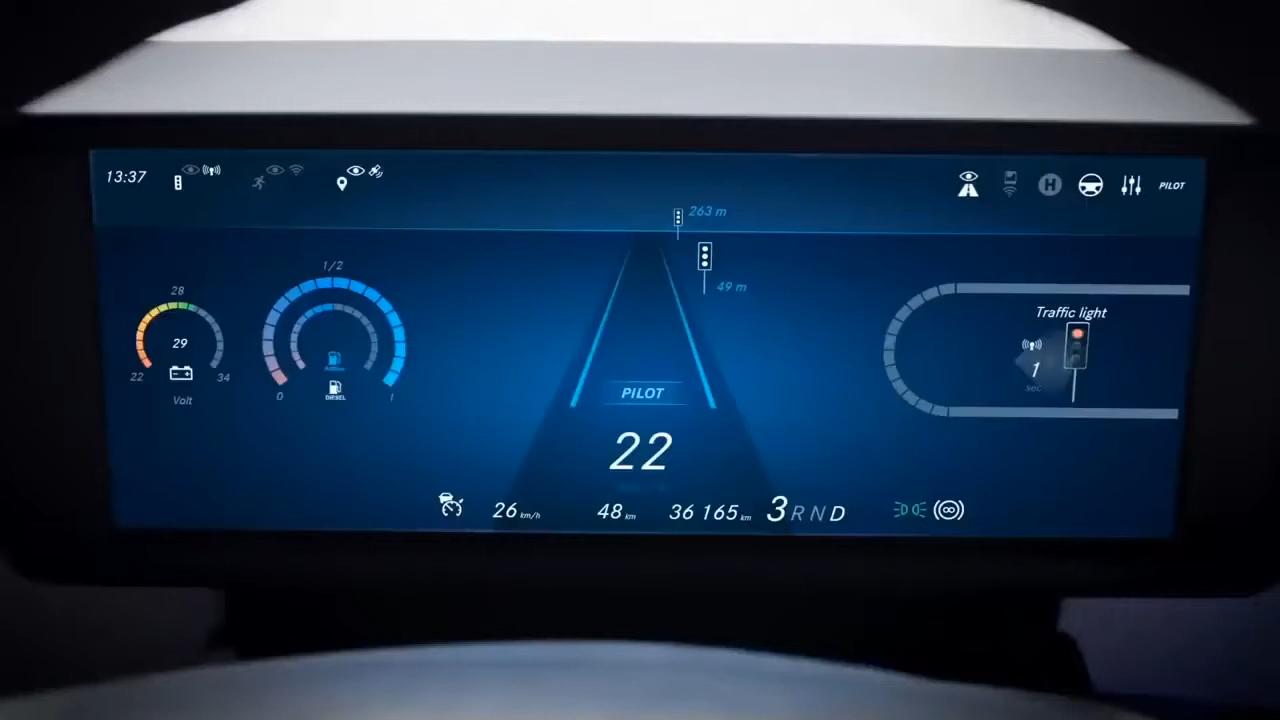 13:37
H
PILOT
263 m
49 m
1/2
28
29
22
34
Volt
0
1
DIESEL
Traffic light
1
sec
PILOT
22
26 km/h
48 km
36 165 km
3 R N D